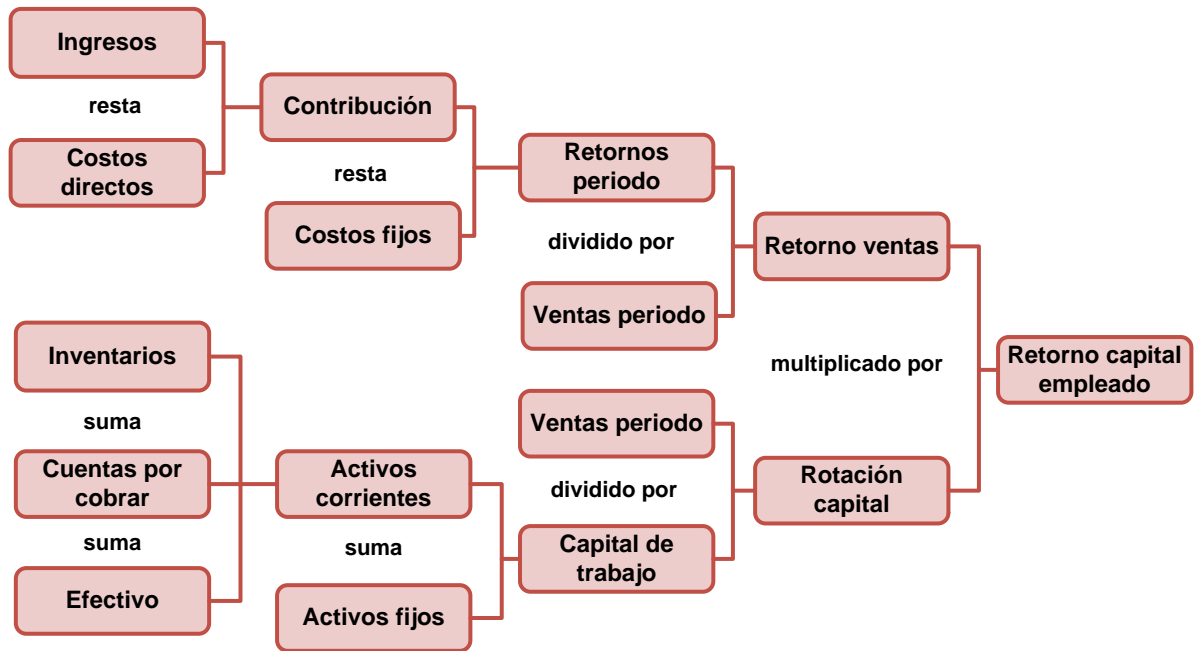 Ingresos
resta
Costos
directos
Contribución
resta
Costos fijos
Retornos
periodo
dividido por
Ventas periodo
Retorno ventas
multiplicado por
Retorno capital
empleado
Inventarios
suma
Cuentas por
cobrar
suma
Efectivo
Activos
corrientes
suma
Activos fijos
Ventas periodo
dividido por
Capital de
trabajo
Rotación
capital